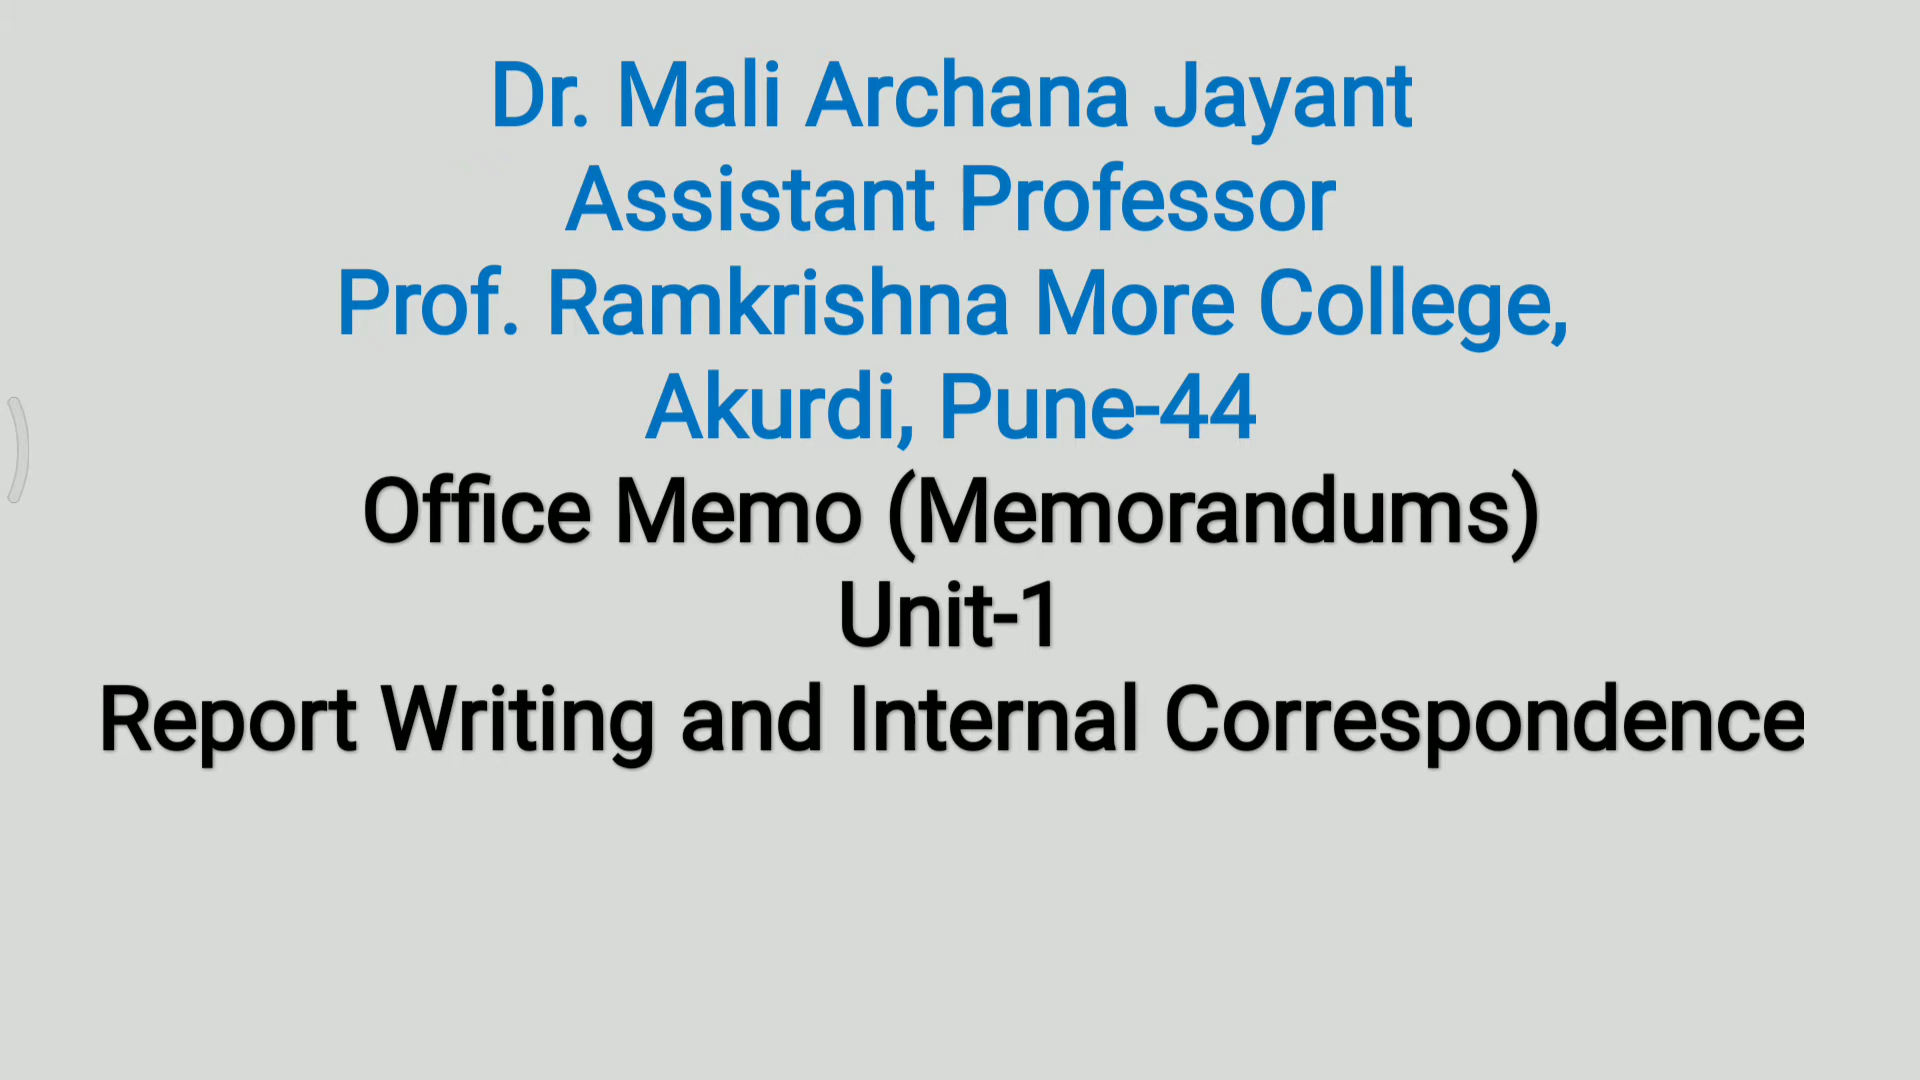 Dr. Mali Archana Jayant
Assistant Professor
Prof. Ramkrishna More College,
Akurdi, Pune-44
Office Memo (Memorandums)
Unit-1
Report Writing and Internal Correspondence